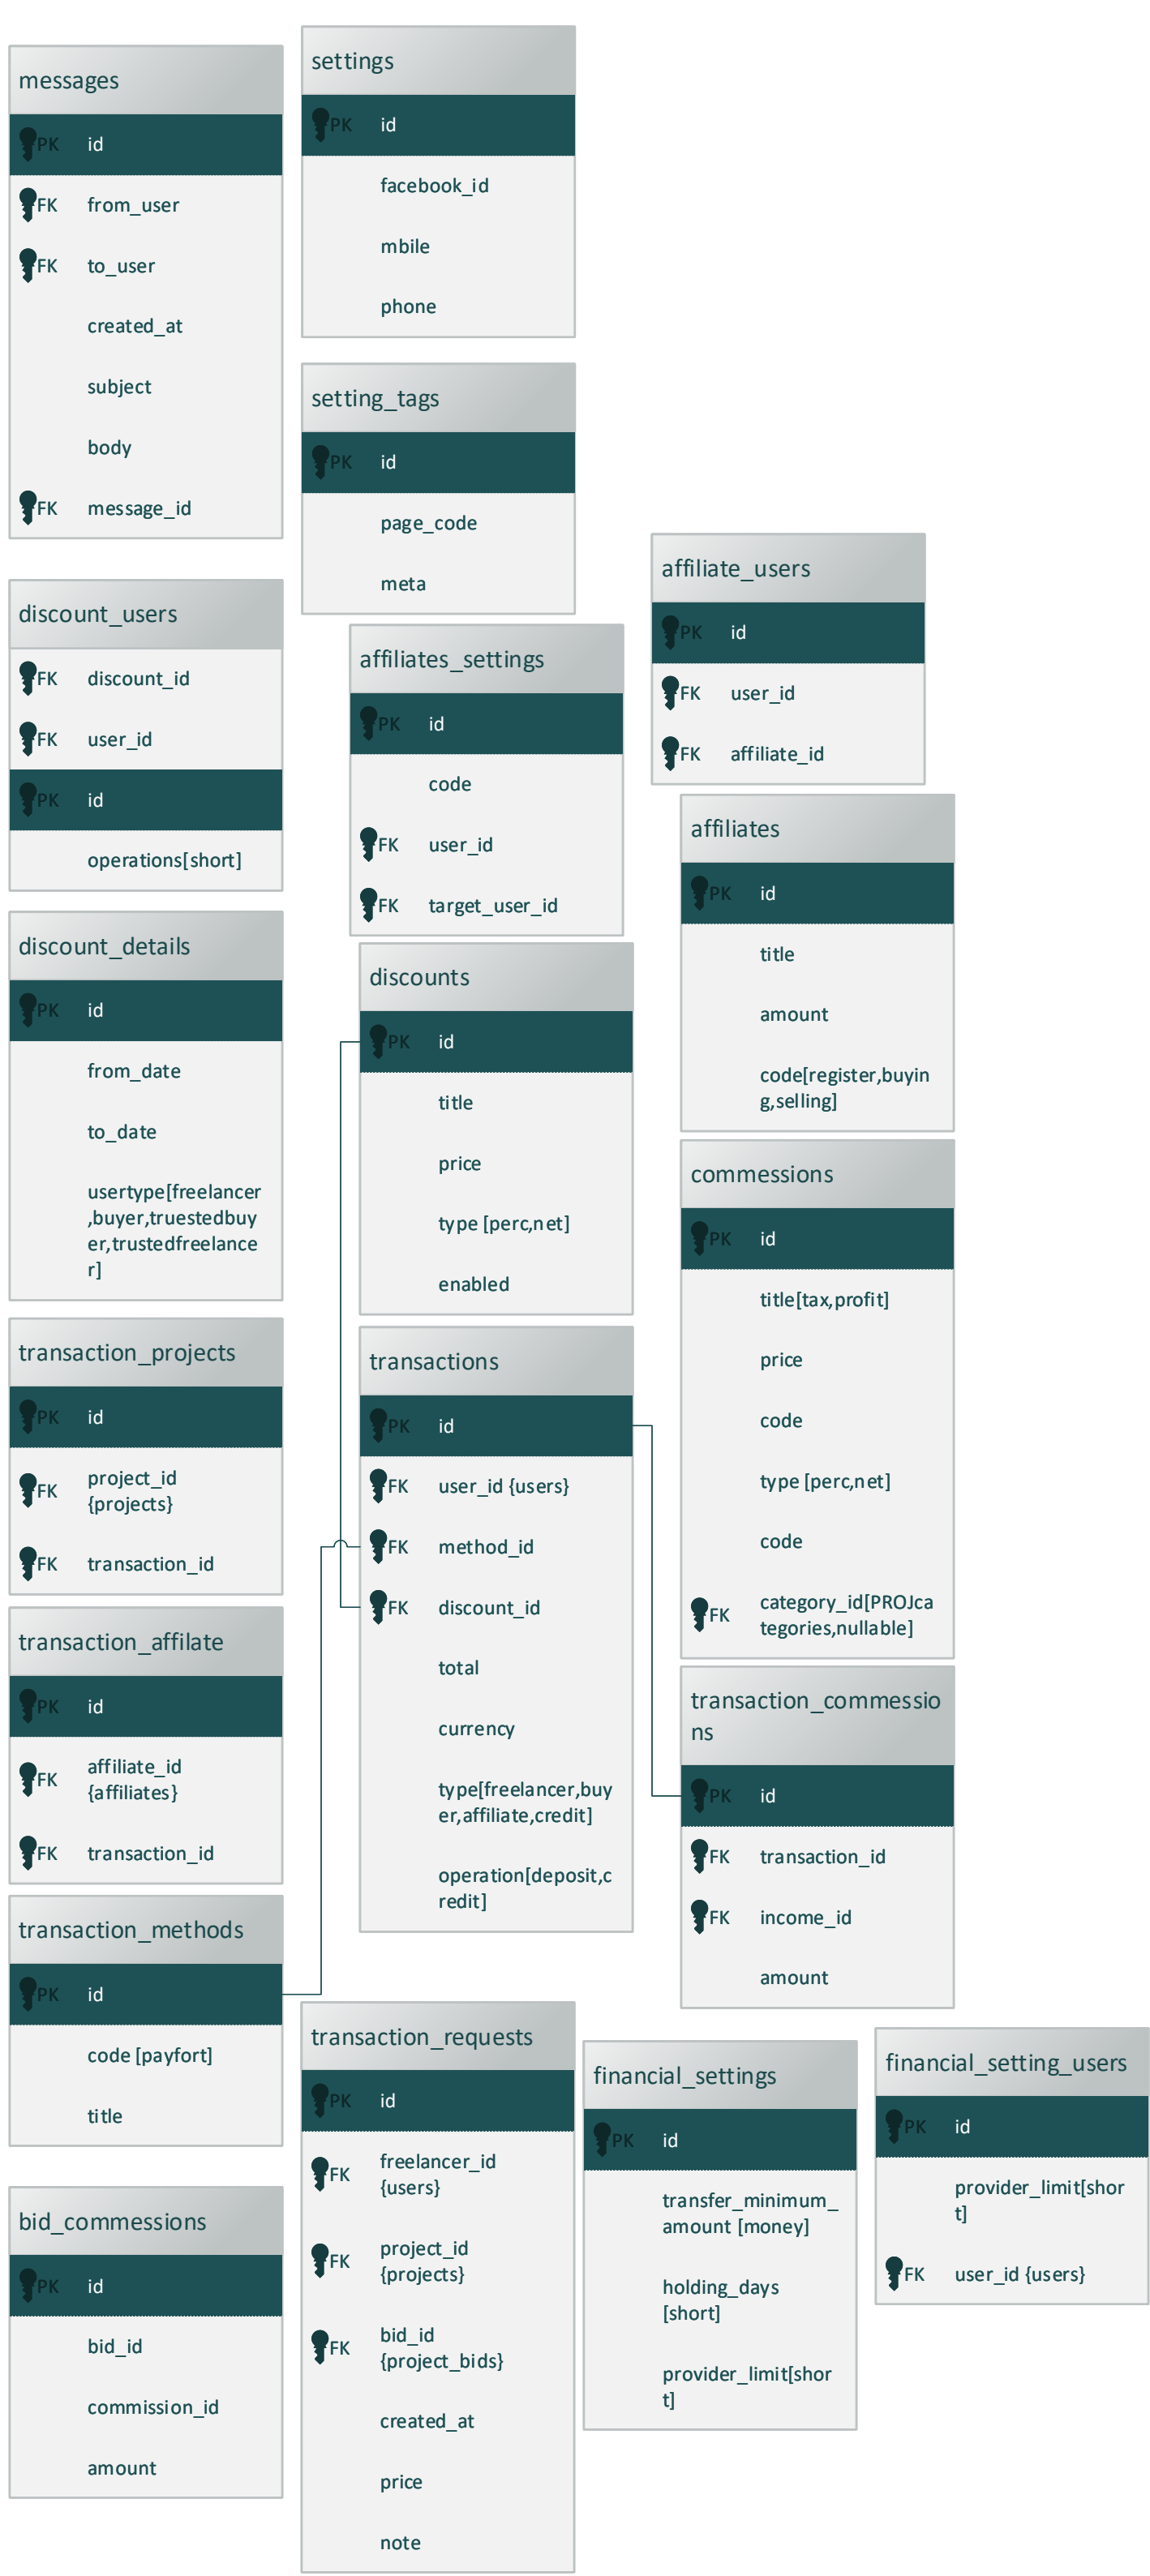 messages
PK id
FK from_user
FK to_user
created_at
subject
body
FK message_id
settings
PK id
facebook_id
mbile
phone
setting_tags
PK id
page_code
meta
affiliate_users
PK id
FK user_id
FK affiliate_id
discount_users
FK discount_id
FK user_id
PK id
operations[short]
affiliates_settings
PK id
code
FK user_id
FK target_user_id
affiliates
PK id
title
amount
code[register,buyin
g,selling]
discount_details
PK id
from_date
to_date
usertype[freelancer
,buyer,truestedbuy
er,trustedfreelance
r]
discounts
PK id
title
price
type [perc,net]
enabled
commessions
PK id
title[tax,profit]
price
code
type [perc,net]
code
FK category_id[PROJca
tegories,nullable]
transaction_projects
PK id
FK project_id
{projects}
FK transaction_id
transactions
PK id
FK user_id {users}
FK method_id
FK discount_id
total
currency
type[freelancer,buy
er,affiliate,credit]
operation[deposit,c
redit]
transaction_affilate
PK id
FK affiliate_id
{affiliates}
FK transaction_id
transaction_commessio
ns
PK id
FK transaction_id
FK income_id
amount
transaction_methods
PK id
code [payfort]
title
transaction_requests
PK id
FK freelancer_id
{users}
FK project_id
{projects}
FK bid_id
{project_bids}
created_at
price
note
financial_settings
PK id
transfer_minimum_
amount [money]
holding_days
[short]
provider_limit[shor
t]
financial_setting_users
PK id
provider_limit[shor
t]
FK user_id {users}
bid_commessions
PK id
bid_id
commission_id
amount